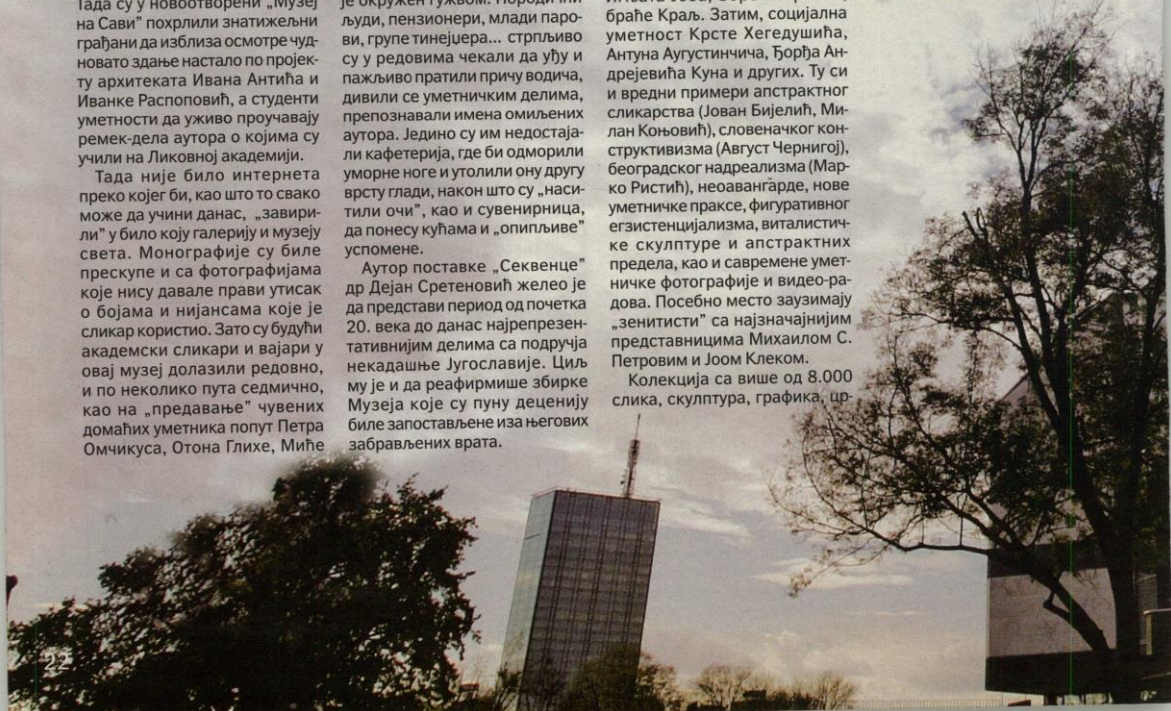 Тада су у новоотворени „Музеј
на Сави” похрлили знатижељни
грађани да изблиза осмотре чуд-
новато здање настало по пројек-
ту архитеката Ивана Антића и
Иванке Распоповић, а студенти
уметности да уживо проучавају
ремек-дела аутора о којима су
учили на Ликовној академији.
Тада није било интернета
преко којег би, као што то свако
може да учини данас, „завири-
ли” у било коју галерију и музеју
света. Монографије су биле
прескупе и са фотографијама
које нису давале прави утисак
о бојама и нијансама које је
сликар користио. Зато су будући
академски сликари и вајари у
овај музеј долазили редовно,
и по неколико пута седмично,
као на „предавање” чувених
домаћих уметника попут Петра
Омчикуса, Отона Глихе, Миће
је окружен гужвом. Породични
људи, пензионери, млади паро-
ви, групе тинејџера... стрпљиво
су у редовима чекали да уђу и
пажљиво пратили причу водича,
дивили се уметничким делима,
препознавали имена омиљених
аутора. Једино су им недостаја-
ли кафетерија, где би одморили
уморне ноге и утолили ону другу
врсту глади, након што су „наси-
тили очи”, као и сувенирница,
да понесу кућама и „опипљиве”
успомене.
Аутор поставке „Секвенце”
др Дејан Сретеновић желео је
да представи период од почетка
20. века до данас најрепрезен-
тативнијим делима са подручја
некадашње Југославије. Циљ
му је и да реафирмише збирке
Музеја које су пуну деценију
биле запостављене иза његових
забрављених врата.
браће Краљ. Затим, социјална
уметност Крсте Хегедушића,
Антуна Аугустинчића, Ђорђа Ан-
дрејевића Куна и других. Ту си
и вредни примери апстрактног
сликарства (Јован Бијелић, Ми-
лан Коњовић), словеначког кон-
структивизма (Август Чернигој),
београдског надреализма (Мар-
ко Ристић), неоавангарде, нове
уметничке праксе, фигуративног
егзистенцијализма, виталистич-
ке скулптуре и апстрактних
предела, као и савремене умет-
ничке фотографије и видео-ра-
дова. Посебно место заузимају
„зенитисти” са најзначајнијим
представницима Михаилом С.
Петровим и Јоом Клеком.
Колекција са више од 8.000
слика, скулптура, графика, цр-
22